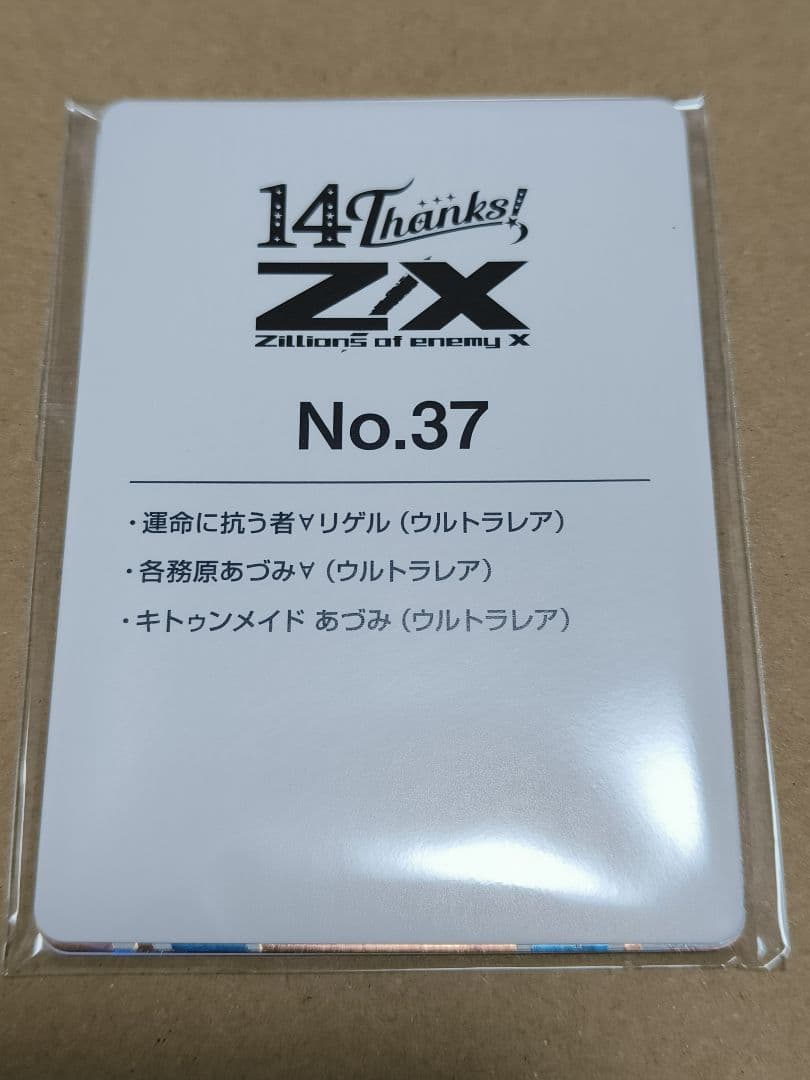 14Thanks!
Z/X
Zillions of enemy X
No.37
・運命に抗う者∀リゲル（ウルトラレア）
・各務原あづみ∀（ウルトラレア）
・キトゥンメイド あづみ（ウルトラレア）